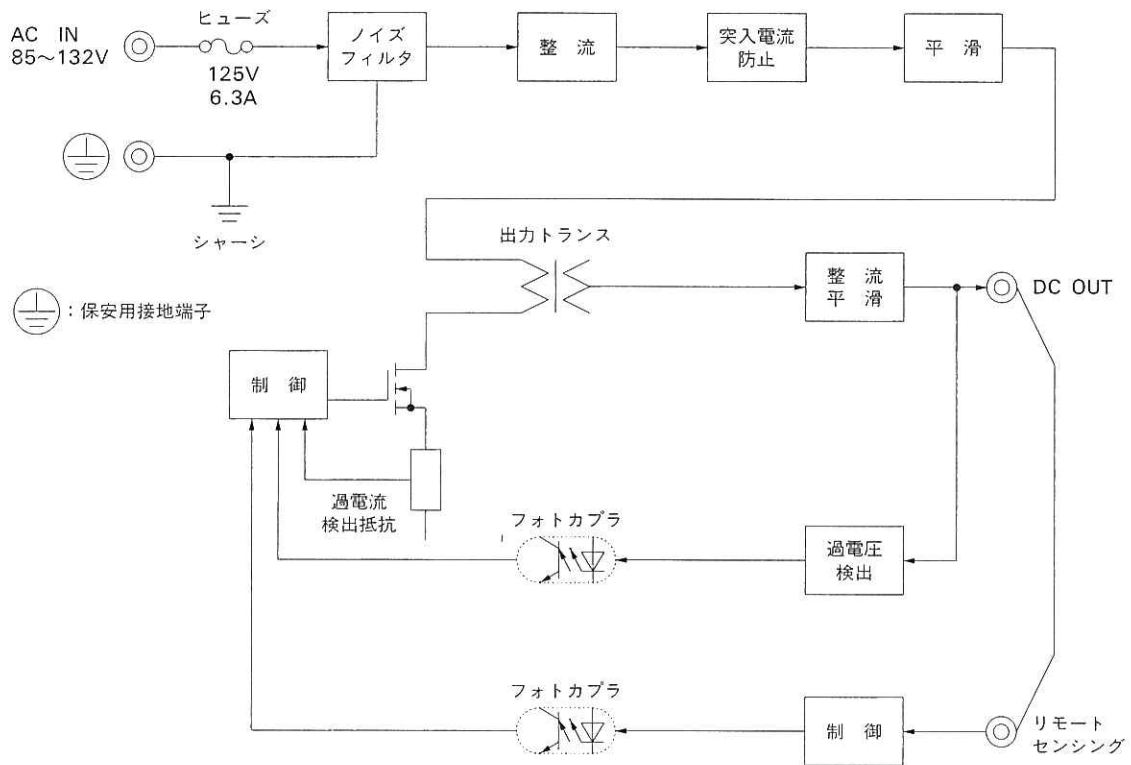 AC IN
85～132V
ヒューズ
125V
6.3A
ノイズ
フィルタ
整 流
突入電流
防止
平 滑
シャーシ
出力トランス
整 流
平 滑
DC OUT
：保安用接地端子
制 御
過電流
検出抵抗
フォトカプラ
過電圧
検出
フォトカプラ
制 御
リモート
センシング